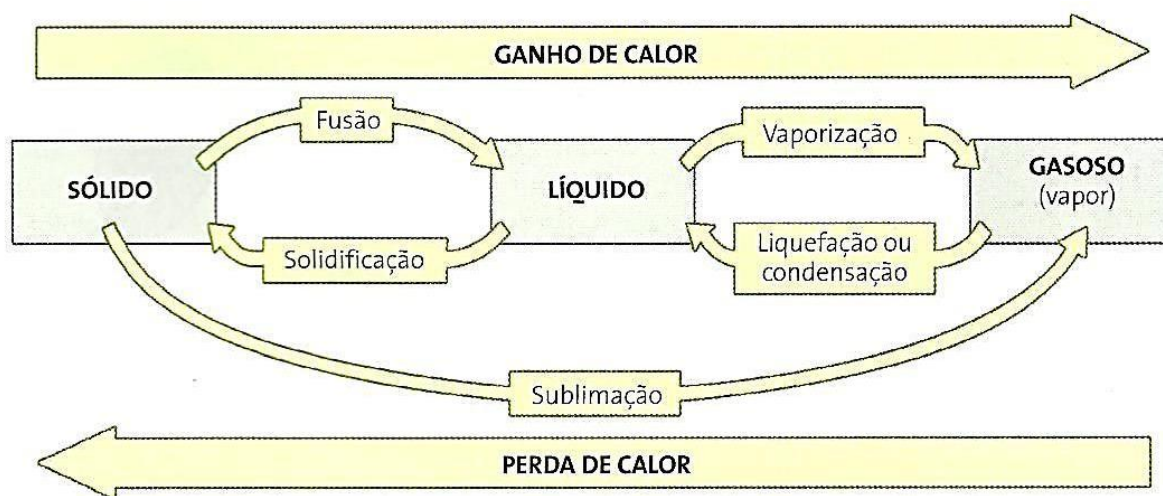 GANHO DE CALOR
Fusão
Vaporização
SÓLIDO
LÍQUIDO
GASOSO
(vapor)
Solidificação
Liquefação ou
condensação
Sublimação
PERDA DE CALOR